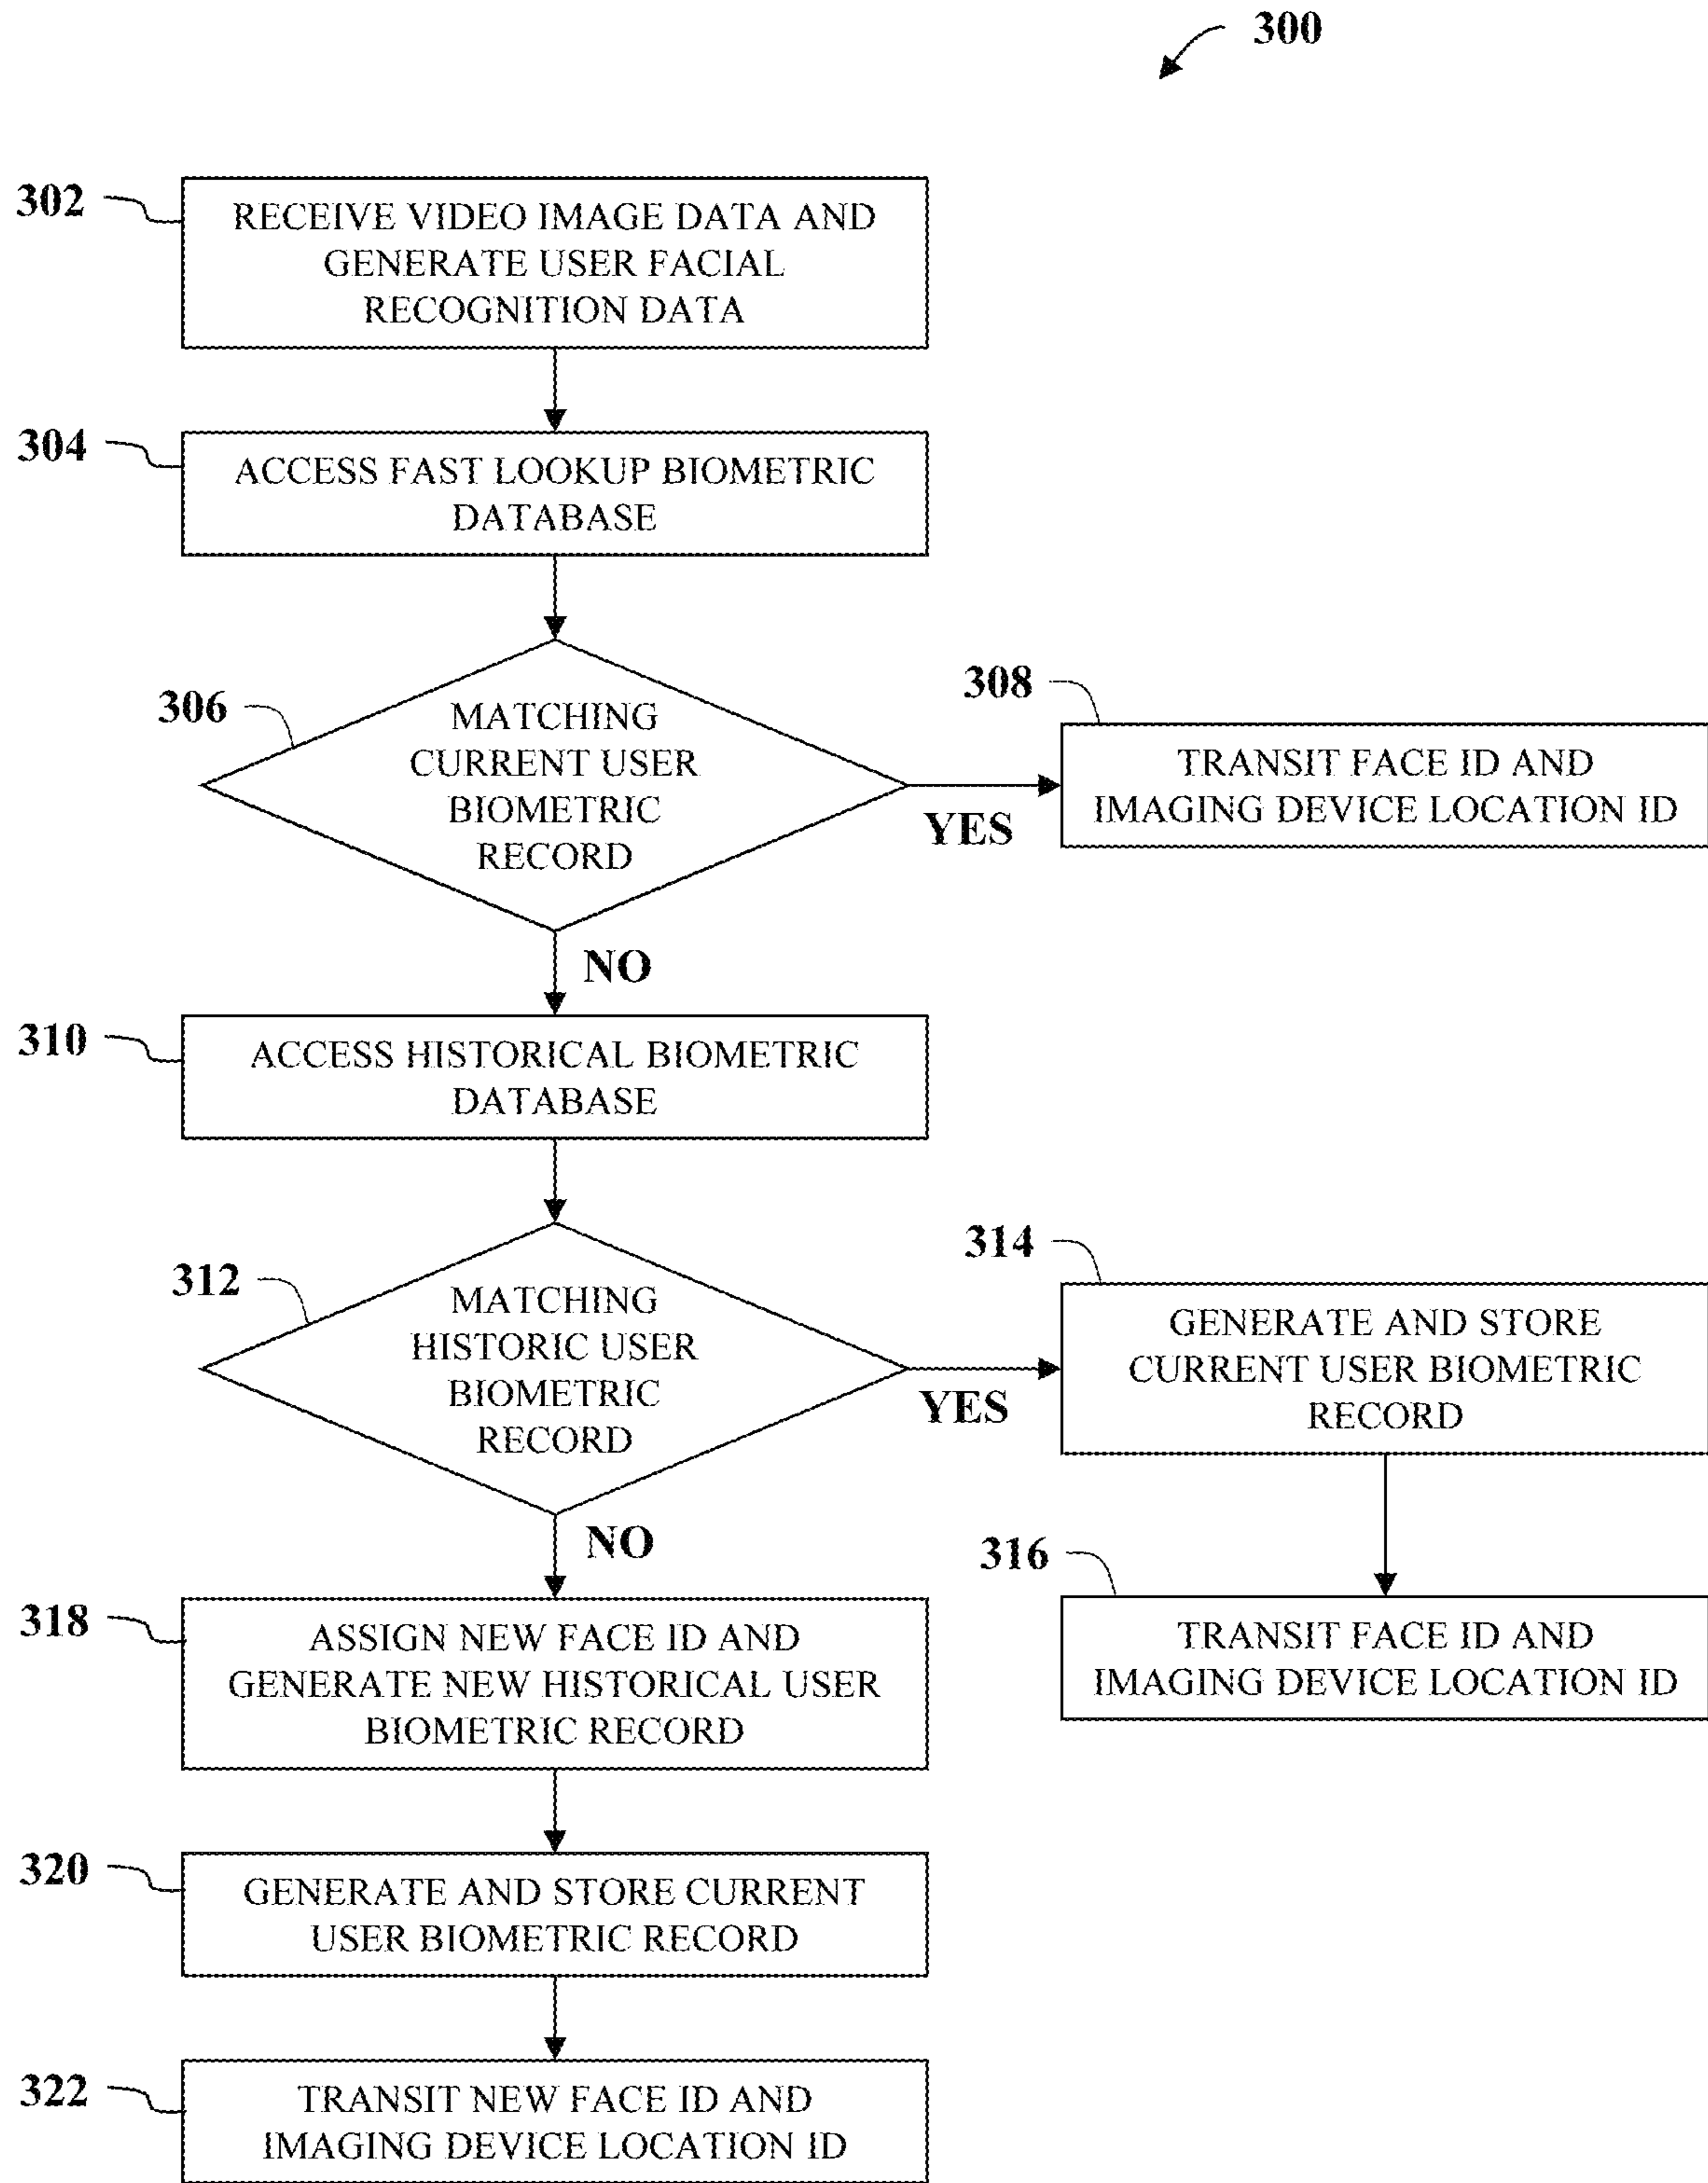 300
302
RECEIVE VIDEO IMAGE DATA AND
GENERATE USER FACIAL
RECOGNITION DATA
304
ACCESS FAST LOOKUP BIOMETRIC
DATABASE
306
MATCHING
CURRENT USER
BIOMETRIC
RECORD
YES
308
TRANSIT FACE ID AND
IMAGING DEVICE LOCATION ID
NO
310
ACCESS HISTORICAL BIOMETRIC
DATABASE
312
MATCHING
HISTORIC USER
BIOMETRIC
RECORD
YES
314
GENERATE AND STORE
CURRENT USER BIOMETRIC
RECORD
316
TRANSIT FACE ID AND
IMAGING DEVICE LOCATION ID
NO
318
ASSIGN NEW FACE ID AND
GENERATE NEW HISTORICAL USER
BIOMETRIC RECORD
320
GENERATE AND STORE CURRENT
USER BIOMETRIC RECORD
322
TRANSIT NEW FACE ID AND
IMAGING DEVICE LOCATION ID